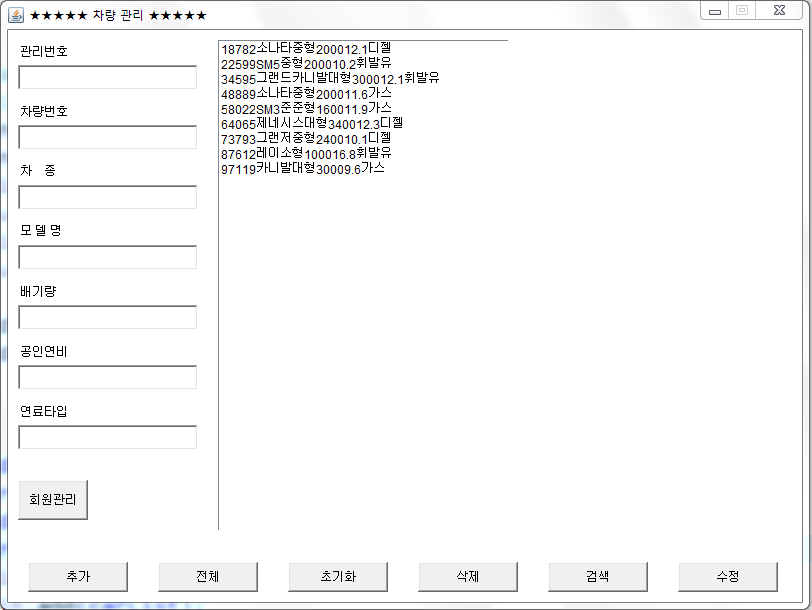 ★★★★★ 차량 관리 ★★★★★
관리번호
차량번호
차 종
모 델 명
배기량
공인연비
연료타입
회원관리
18782소나타중형200012.1디젤
22599SM5중형200010.2휘발유
34595그랜드카니발대형300012.1휘발유
48889소나타중형200011.6가스
58022SM3준준형160011.9가스
64065제네시스대형340012.3디젤
73793그랜저중형240010.1디젤
87612레이소형100016.8휘발유
97119카니발대형30009.6가스
추가
전체
초기화
삭제
검색
수정